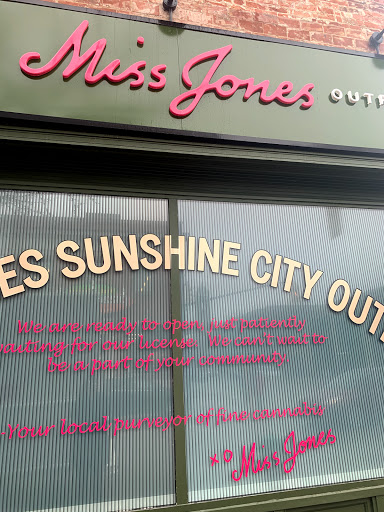 Miss Jones OUTF
ES SUNSHINE CITY OUT
We are ready to open, just patiently
waiting for our license. We can't wait to
be a part of your community
Your local purveyor of fine cannabis
xo Miss Jones